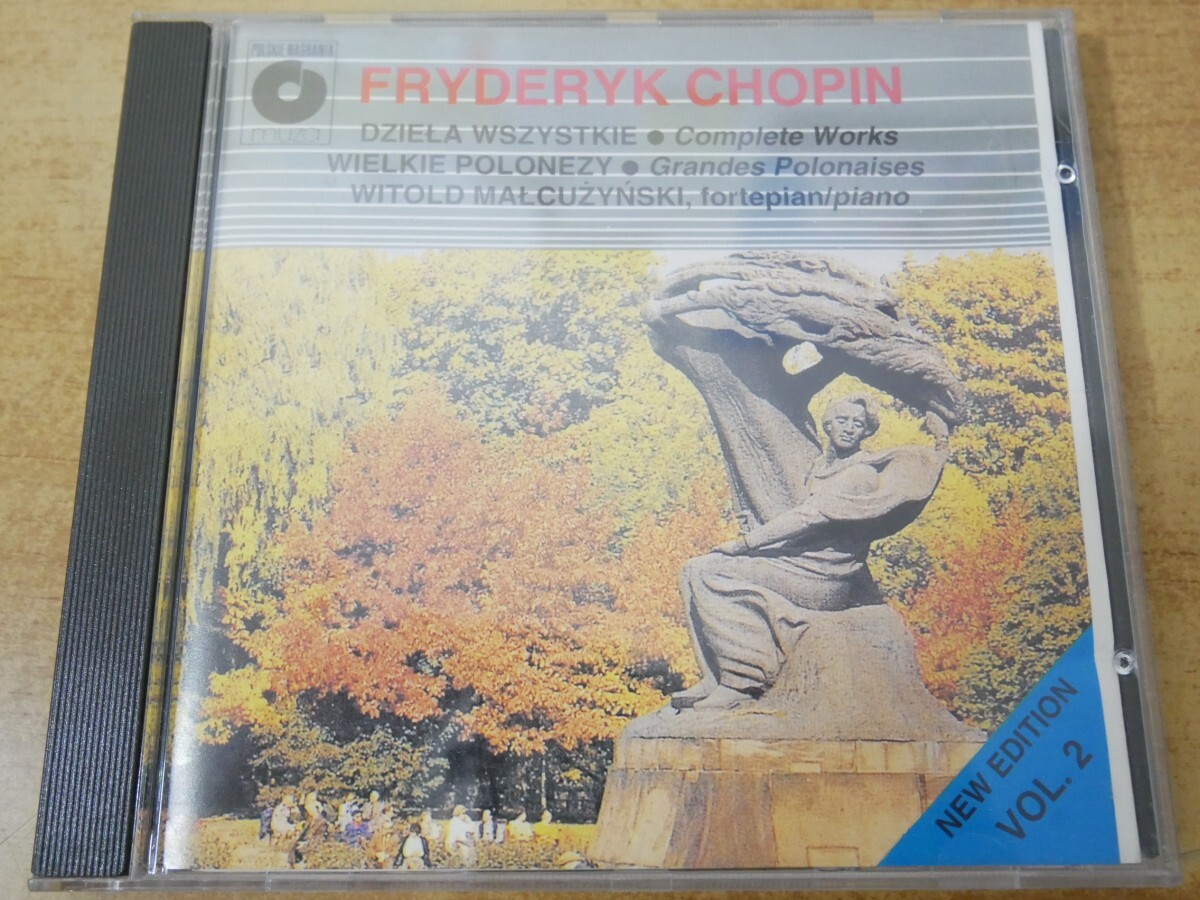 POLSKIE NAGRANIA
muza
FRYDERYK CHOPIN
DZIEŁA WSZYSTKIE ● Complete Works
WIELKIE POLONEZY ● Grandes Polonaises
WITOLD MAŁCUŻYŃSKI, fortepian/piano
NEW EDITION
VOL. 2